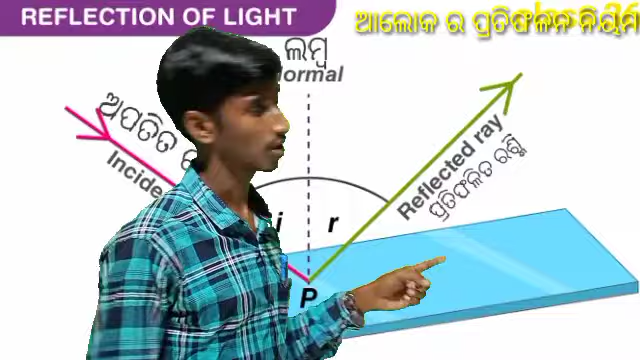 REFLECTION OF LIGHT
ଆଲୋକ ର ପ୍ରତିଫଳନ ନିୟମ
ଲମ୍ବ
Normal
ଅପତିତ
Incide
Reflected ray
ପ୍ରତିଫଳିତ ରଶ୍ମି
i
r
P